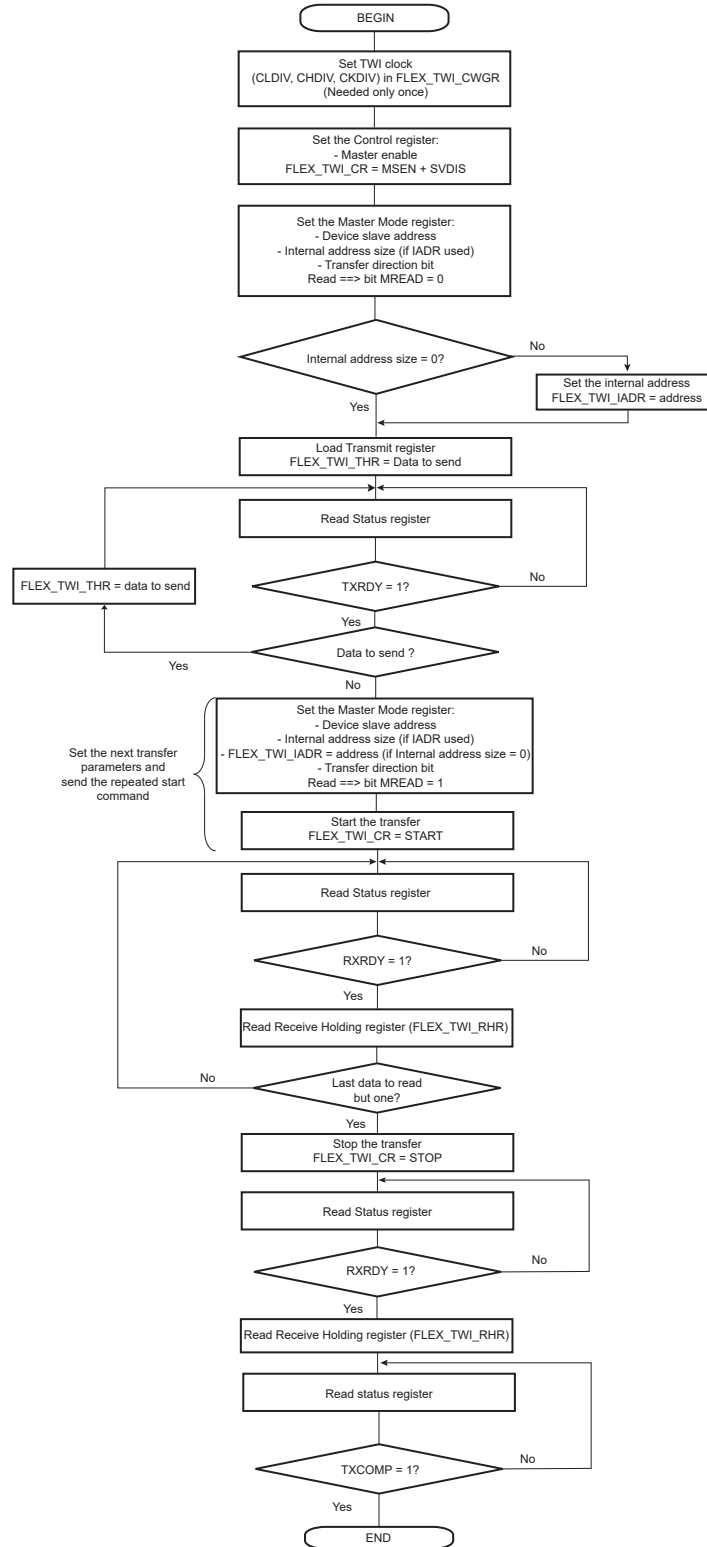 BEGIN
Set TWI clock
(CLDIV, CHDIV, CKDIV) in FLEX_TWI_CWGR
(Needed only once)
Set the Control register:
- Master enable
FLEX_TWI_CR = MSEN + SVDIS
Set the Master Mode register:
- Device slave address
- Internal address size (if IADR used)
- Transfer direction bit
Read ==> bit MREAD = 0
Internal address size = 0?
No
Set the internal address
FLEX_TWI_IADR = address
Yes
Load Transmit register
FLEX_TWI_THR = Data to send
Read Status register
TXRDY = 1?
No
FLEX_TWI_THR = data to send
Yes
Data to send ?
Yes
No
Set the next transfer
parameters and
send the repeated start
command
Set the Master Mode register:
- Device slave address
- Internal address size (if IADR used)
- FLEX_TWI_IADR = address (if Internal address size = 0)
- Transfer direction bit
Read ==> bit MREAD = 1
Start the transfer
FLEX_TWI_CR = START
Read Status register
RXRDY = 1?
No
Yes
Read Receive Holding register (FLEX_TWI_RHR)
No
Last data to read
but one?
Yes
Stop the transfer
FLEX_TWI_CR = STOP
Read Status register
RXRDY = 1?
No
Yes
Read Receive Holding register (FLEX_TWI_RHR)
Read status register
TXCOMP = 1?
No
Yes
END